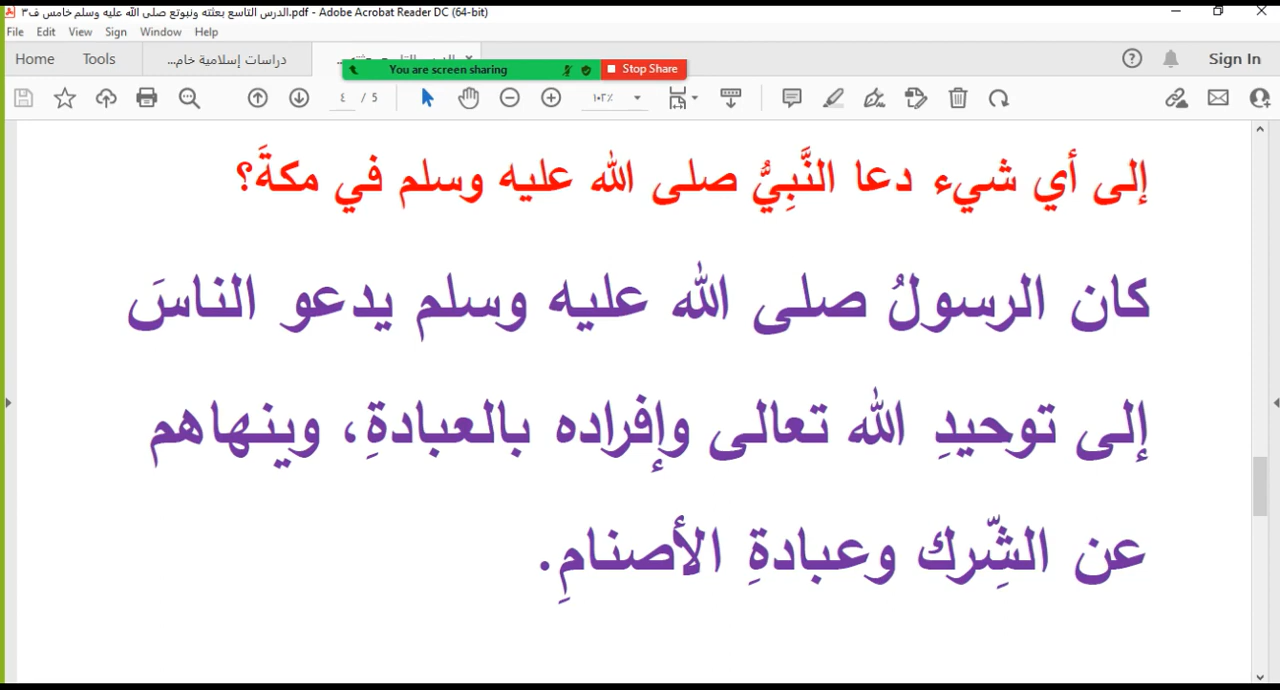 الدرس التاسع بعثته ونبوتع صلى الله عليه وسلم خامس ف٣.pdf - Adobe Acrobat Reader DC (64-bit)
File Edit View Sign Window Help
Home Tools دراسات إسلامية خام...
Sign In
You are screen sharing Stop Share
٤ / 5 ١٠٢٪
إلى أي شيء دعا النَّبِيُّ صلى الله عليه وسلم في مكةَ؟
كان الرسولُ صلى الله عليه وسلم يدعو الناسَ
إلى توحيدِ الله تعالى وإفراده بالعبادةِ، وينهاهم
عن الشِّرك وعبادةِ الأصنامِ.